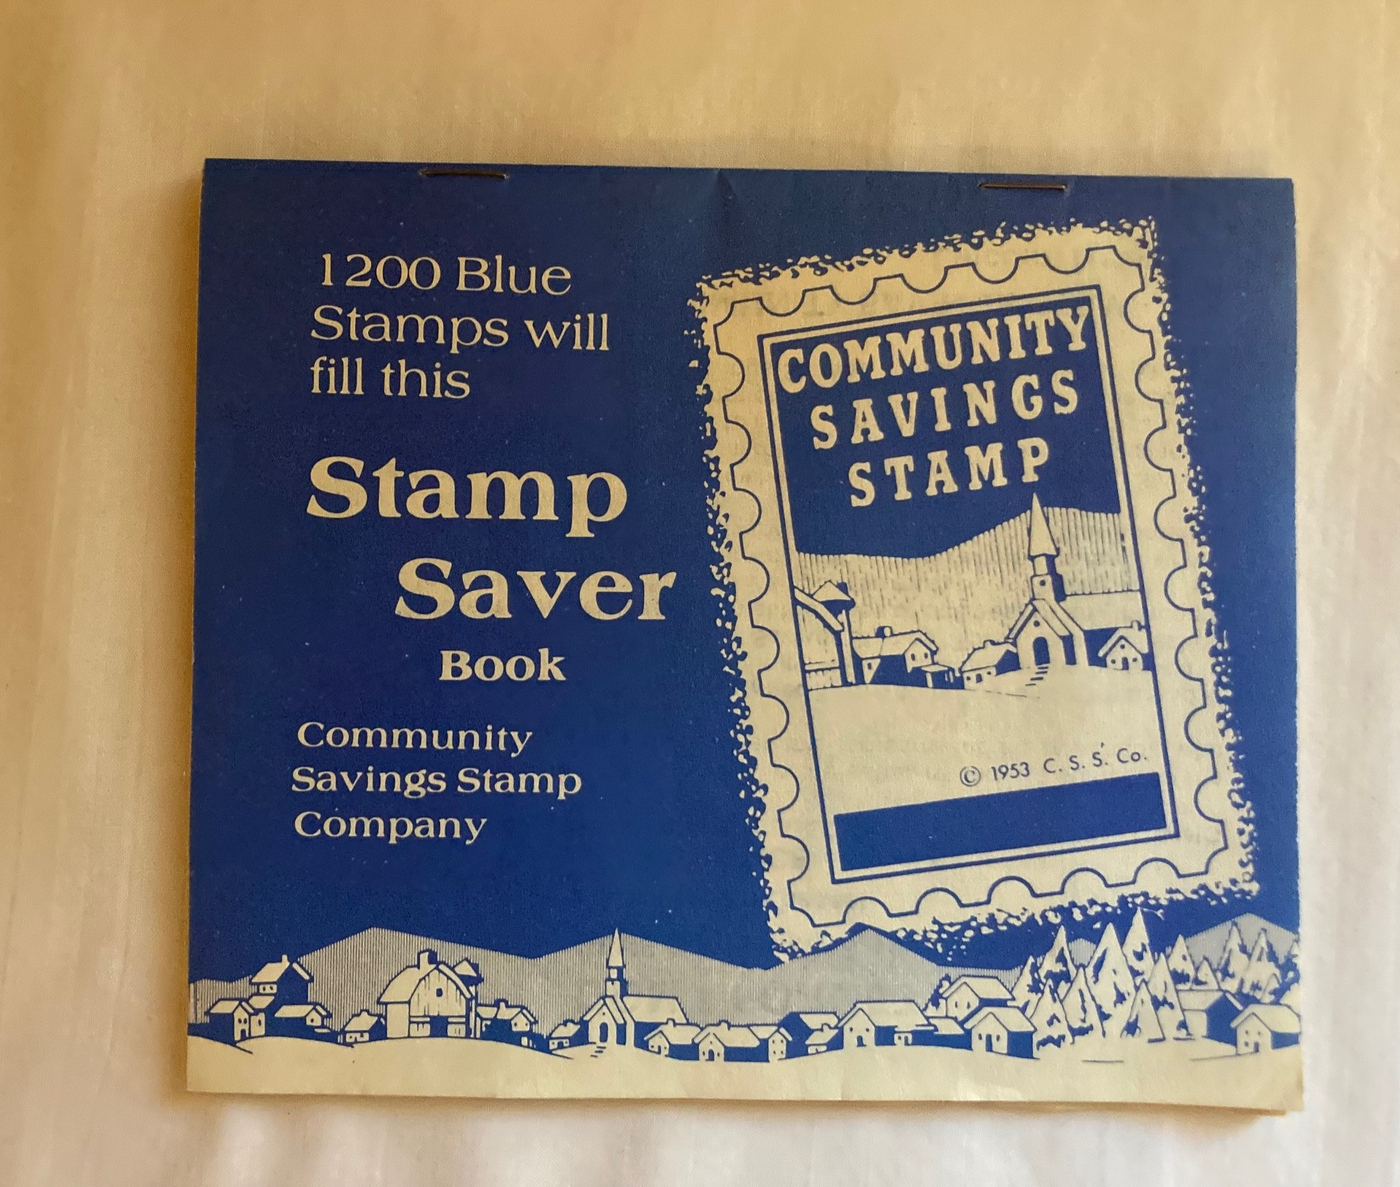 1200 Blue
Stamps will
fill this
Stamp
Saver
Book
Community
Savings Stamp
Company
COMMUNITY
SAVINGS
STAMP
© 1953 C. S. S. Co.